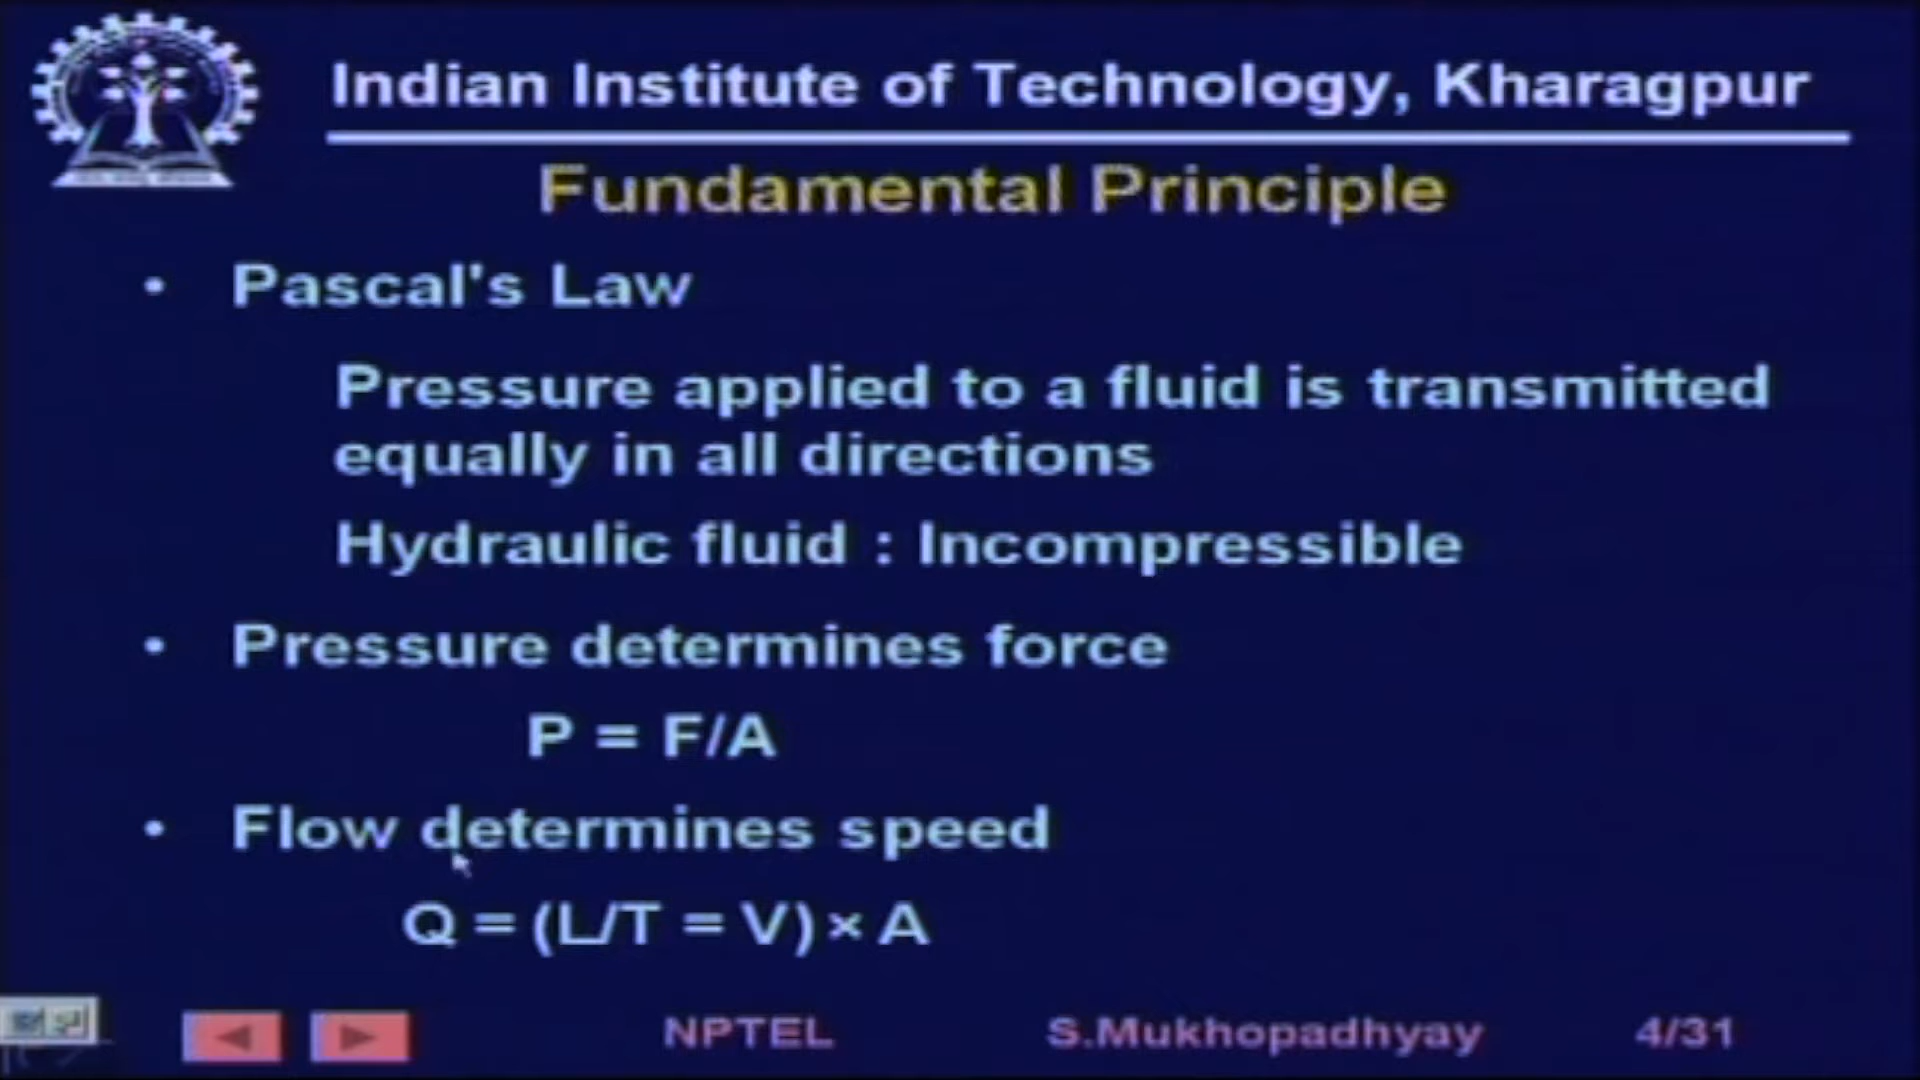 Indian Institute of Technology, Kharagpur
Fundamental Principle
• Pascal's Law
Pressure applied to a fluid is transmitted
equally in all directions
Hydraulic fluid : Incompressible
• Pressure determines force
P = F/A
• Flow determines speed
Q = (L/T = V) × A
NPTEL S.Mukhopadhyay 4/31